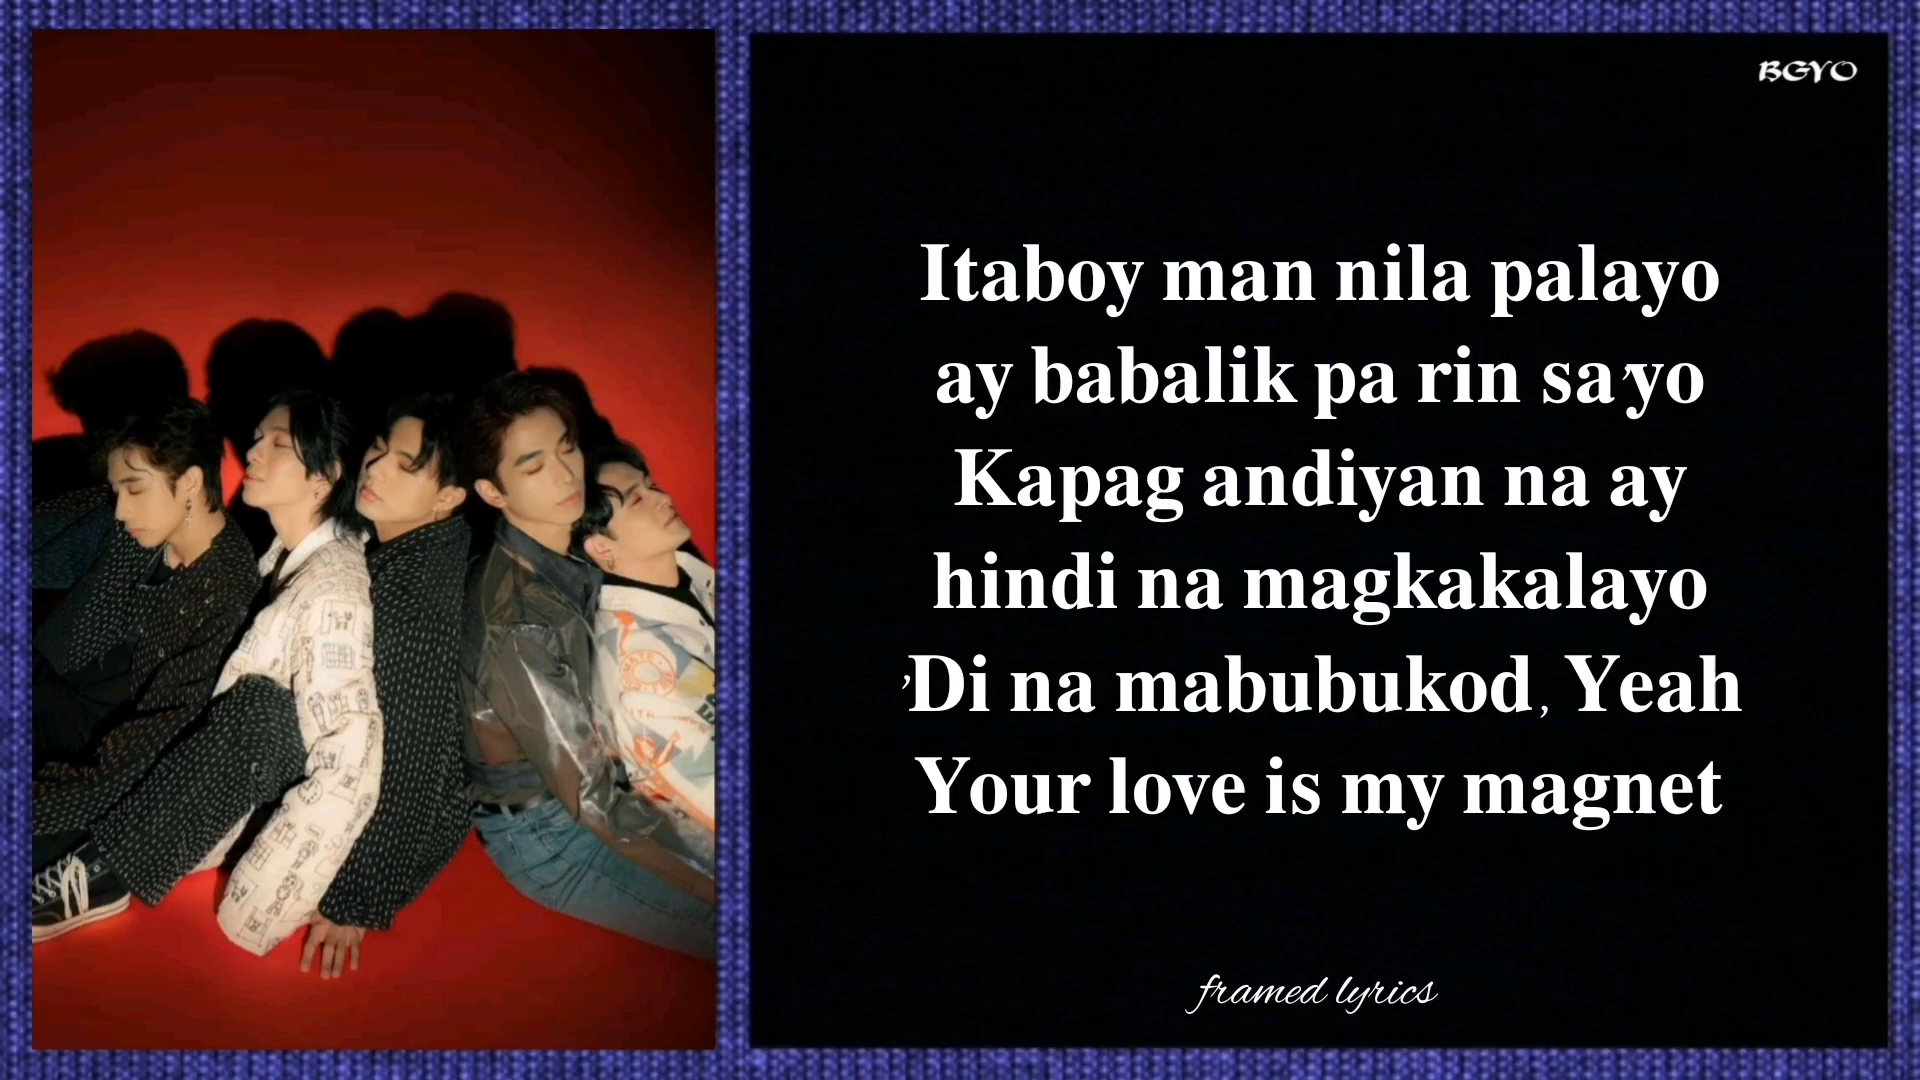 BGYO
Itaboy man nila palayo
ay babalik pa rin sa'yo
Kapag andiyan na ay
hindi na magkakalayo
'Di na mabubukod, Yeah
Your love is my magnet
framed lyrics